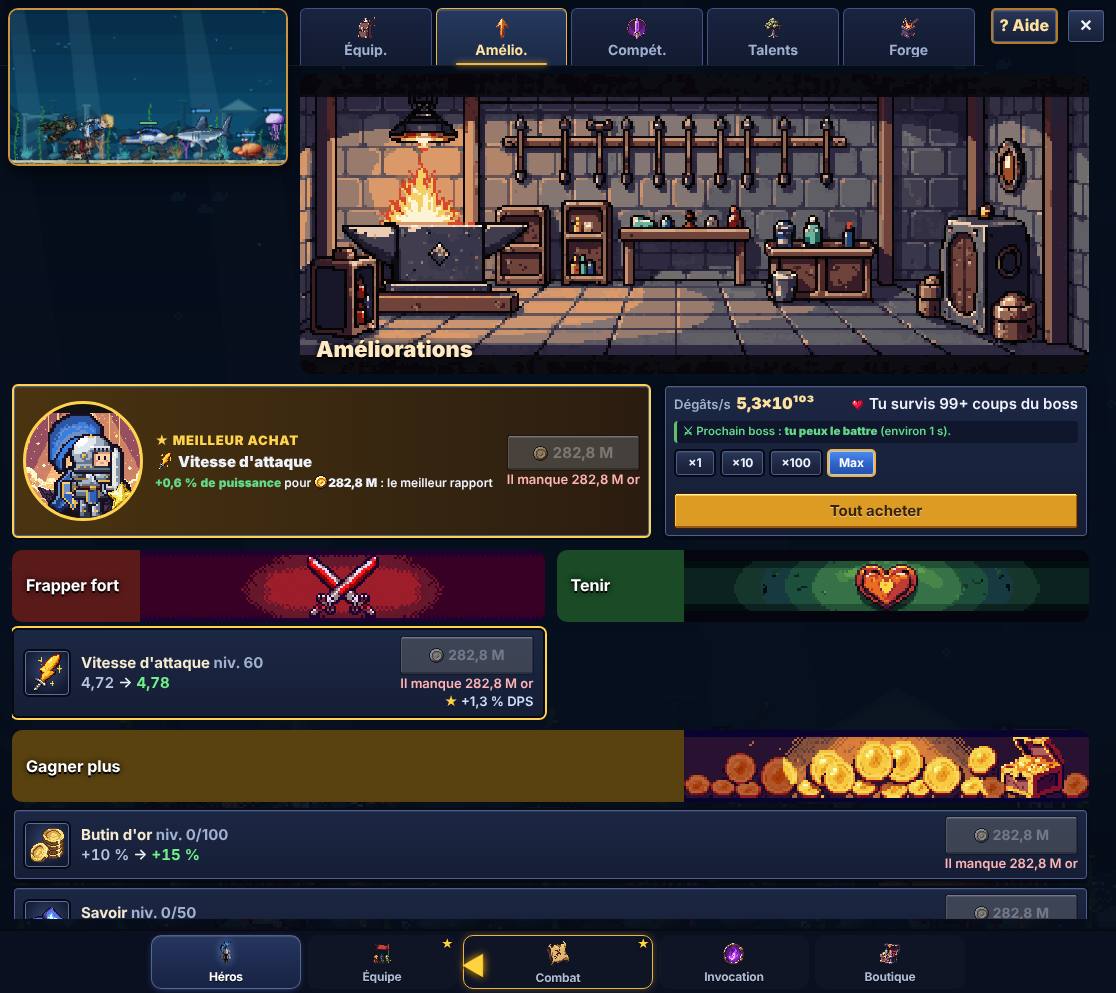 Équip.
Amélio.
Compét.
Talents
Forge
? Aide
×
Améliorations
★ MEILLEUR ACHAT
Vitesse d'attaque
+0,6 % de puissance pour 282,8 M : le meilleur rapport
282,8 M
Il manque 282,8 M or
Dégâts/s 5,3×10¹⁰³
Tu survis 99+ coups du boss
⚔ Prochain boss : tu peux le battre (environ 1 s).
×1
×10
×100
Max
Tout acheter
Frapper fort
Tenir
Vitesse d'attaque niv. 60
4,72 → 4,78
282,8 M
Il manque 282,8 M or
★ +1,3 % DPS
Gagner plus
Butin d'or niv. 0/100
+10 % → +15 %
282,8 M
Il manque 282,8 M or
Savoir niv. 0/50
282,8 M
Héros
Équipe
Combat
Invocation
Boutique